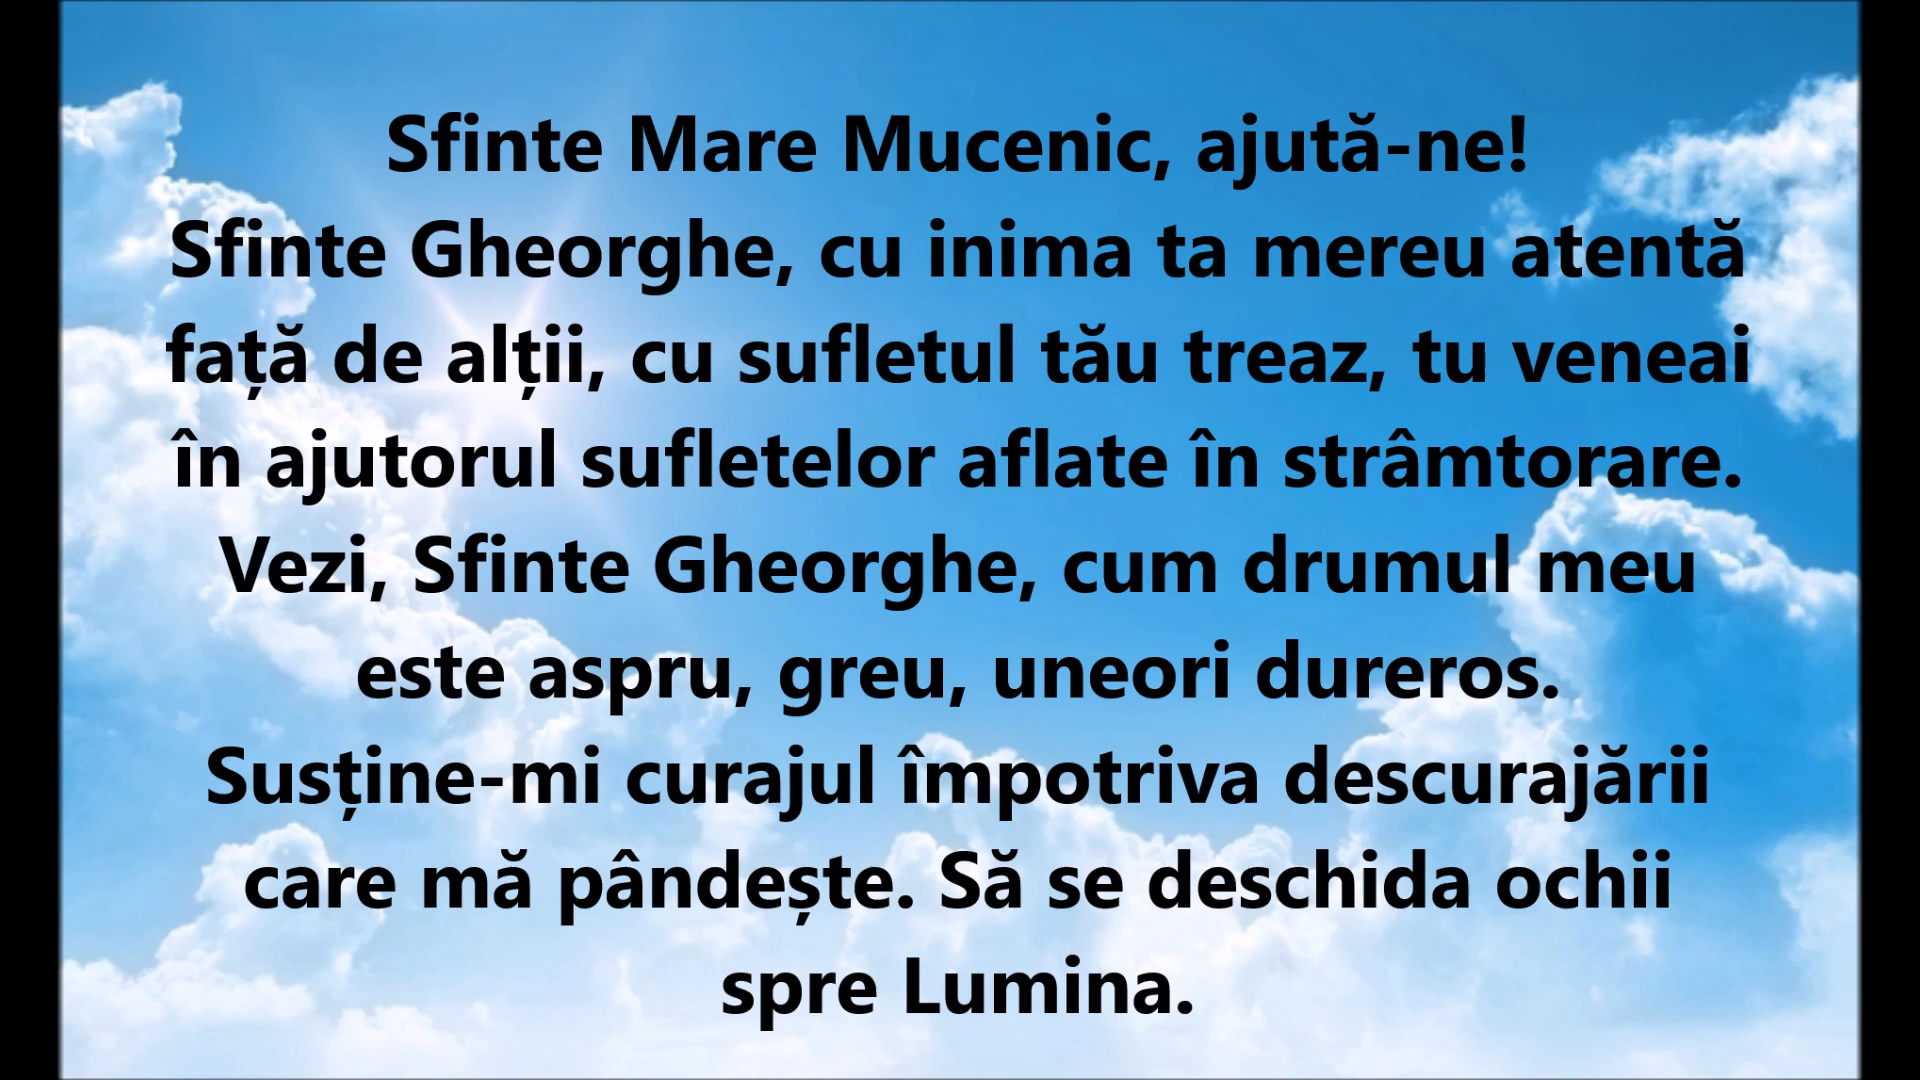 Sfinte Mare Mucenic, ajută-ne!
Sfinte Gheorghe, cu inima ta mereu atentă
față de alții, cu sufletul tău treaz, tu veneai
în ajutorul sufletelor aflate în strâmtorare.
Vezi, Sfinte Gheorghe, cum drumul meu
este aspru, greu, uneori dureros.
Susține-mi curajul împotriva descurajării
care mă pândește. Să se deschida ochii
spre Lumina.